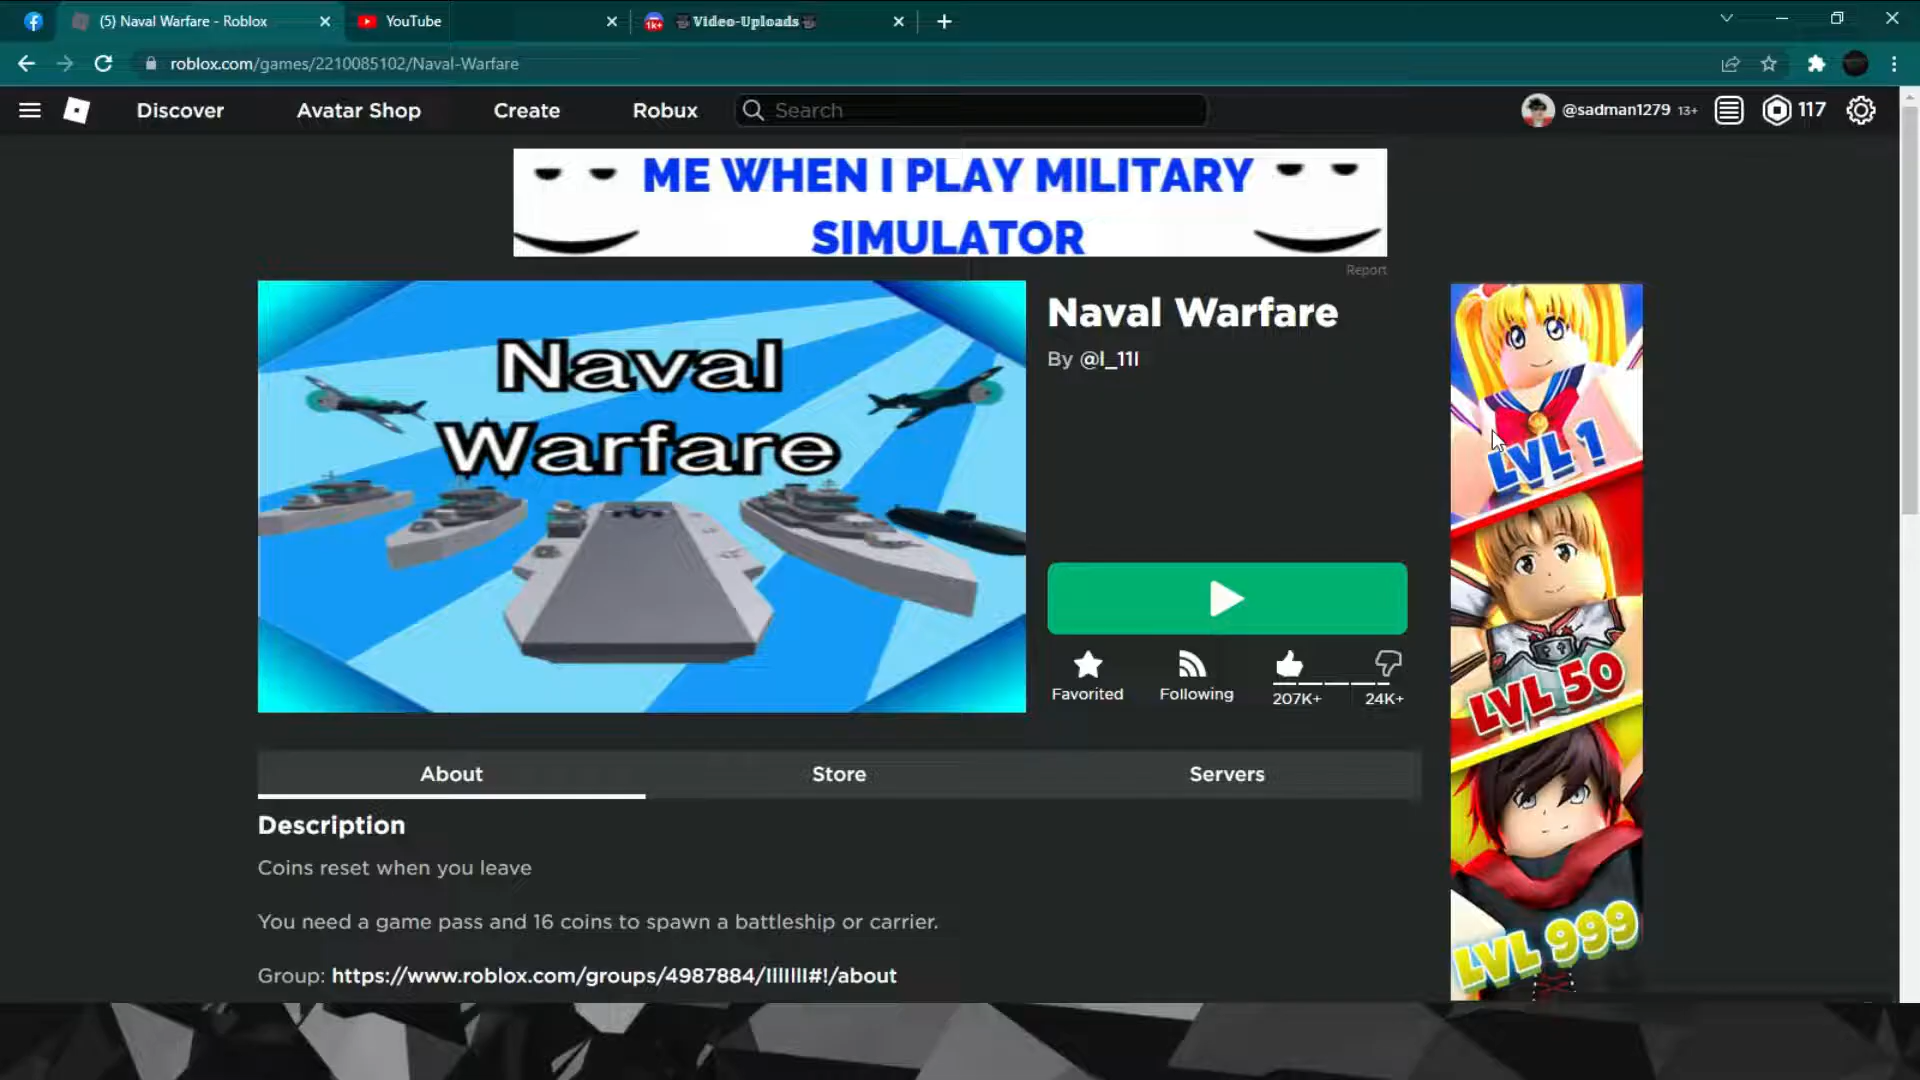 (5) Naval Warfare - Roblox
YouTube
1k+
Video-Uploads
roblox.com/games/2210085102/Naval-Warfare
Discover
Avatar Shop
Create
Robux
Search
@sadman1279 13+
117
ME WHEN I PLAY MILITARY
SIMULATOR
Report
Naval
Warfare
Naval Warfare
By @l_11l
Favorited
Following
207K+
24K+
LVL 1
LVL 50
LVL 999
About
Store
Servers
Description
Coins reset when you leave
You need a game pass and 16 coins to spawn a battleship or carrier.
Group: https://www.roblox.com/groups/4987884/lllllll#!/about